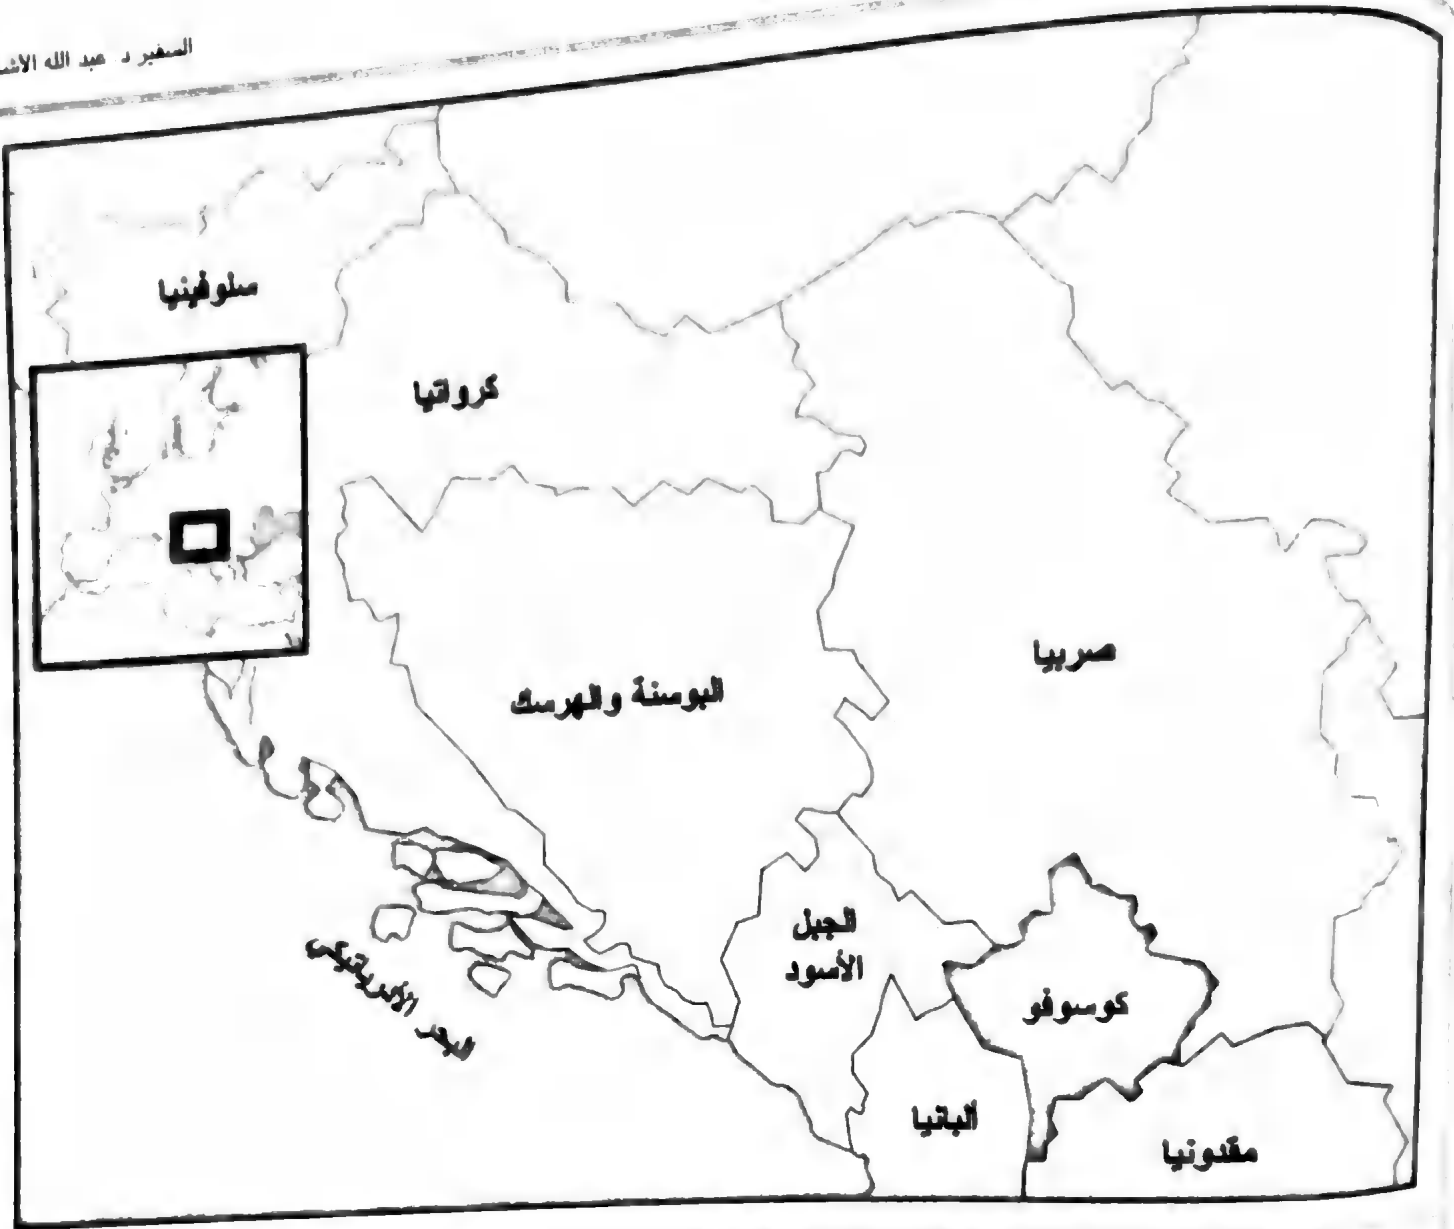 السفير د. عبد الله
سلوفينيا
كرواتيا
صربيا
البوسنة والهرسك
الجبل
الأسود
كوسوفو
البحر الأدرياتيكي
ألبانيا
مقدونيا